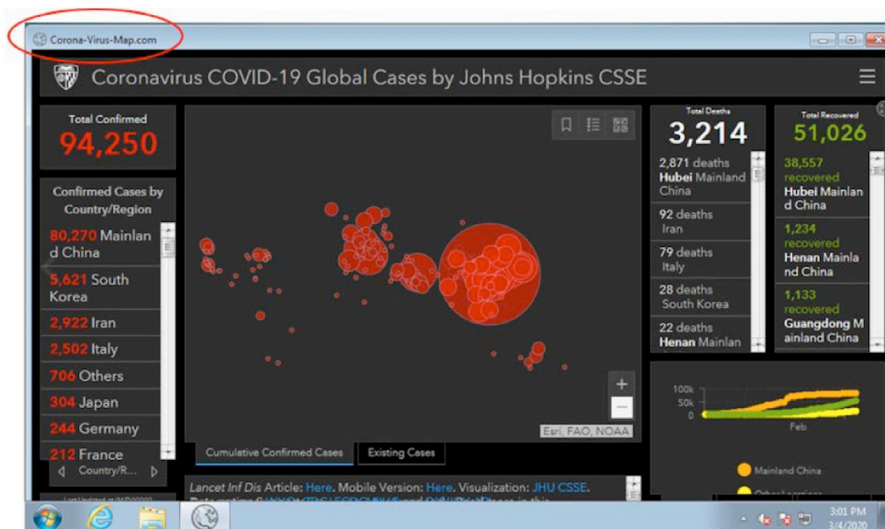 Corona-Virus-Map.com
Coronavirus COVID-19 Global Cases by Johns Hopkins CSSE
Total Confirmed
94,250
Confirmed Cases by
Country/Region
80,270 Mainlan
d China
5,621 South
Korea
2,922 Iran
2,502 Italy
706 Others
304 Japan
244 Germany
212 France
Country/R...
+
−
Esri, FAO, NOAA
Cumulative Confirmed Cases
Existing Cases
Lancet Inf Dis Article: Here. Mobile Version: Here. Visualization: JHU CSSE.
Total Deaths
3,214
2,871 deaths
Hubei Mainland
China
92 deaths
Iran
79 deaths
Italy
28 deaths
South Korea
22 deaths
Henan Mainlan
Total Recovered
51,026
38,557
recovered
Hubei Mainlan
d China
1,234
recovered
Henan Mainla
nd China
1,133
recovered
Guangdong M
ainland China
100k
50k
0
Feb
Mainland China
3:01 PM
3/4/2020